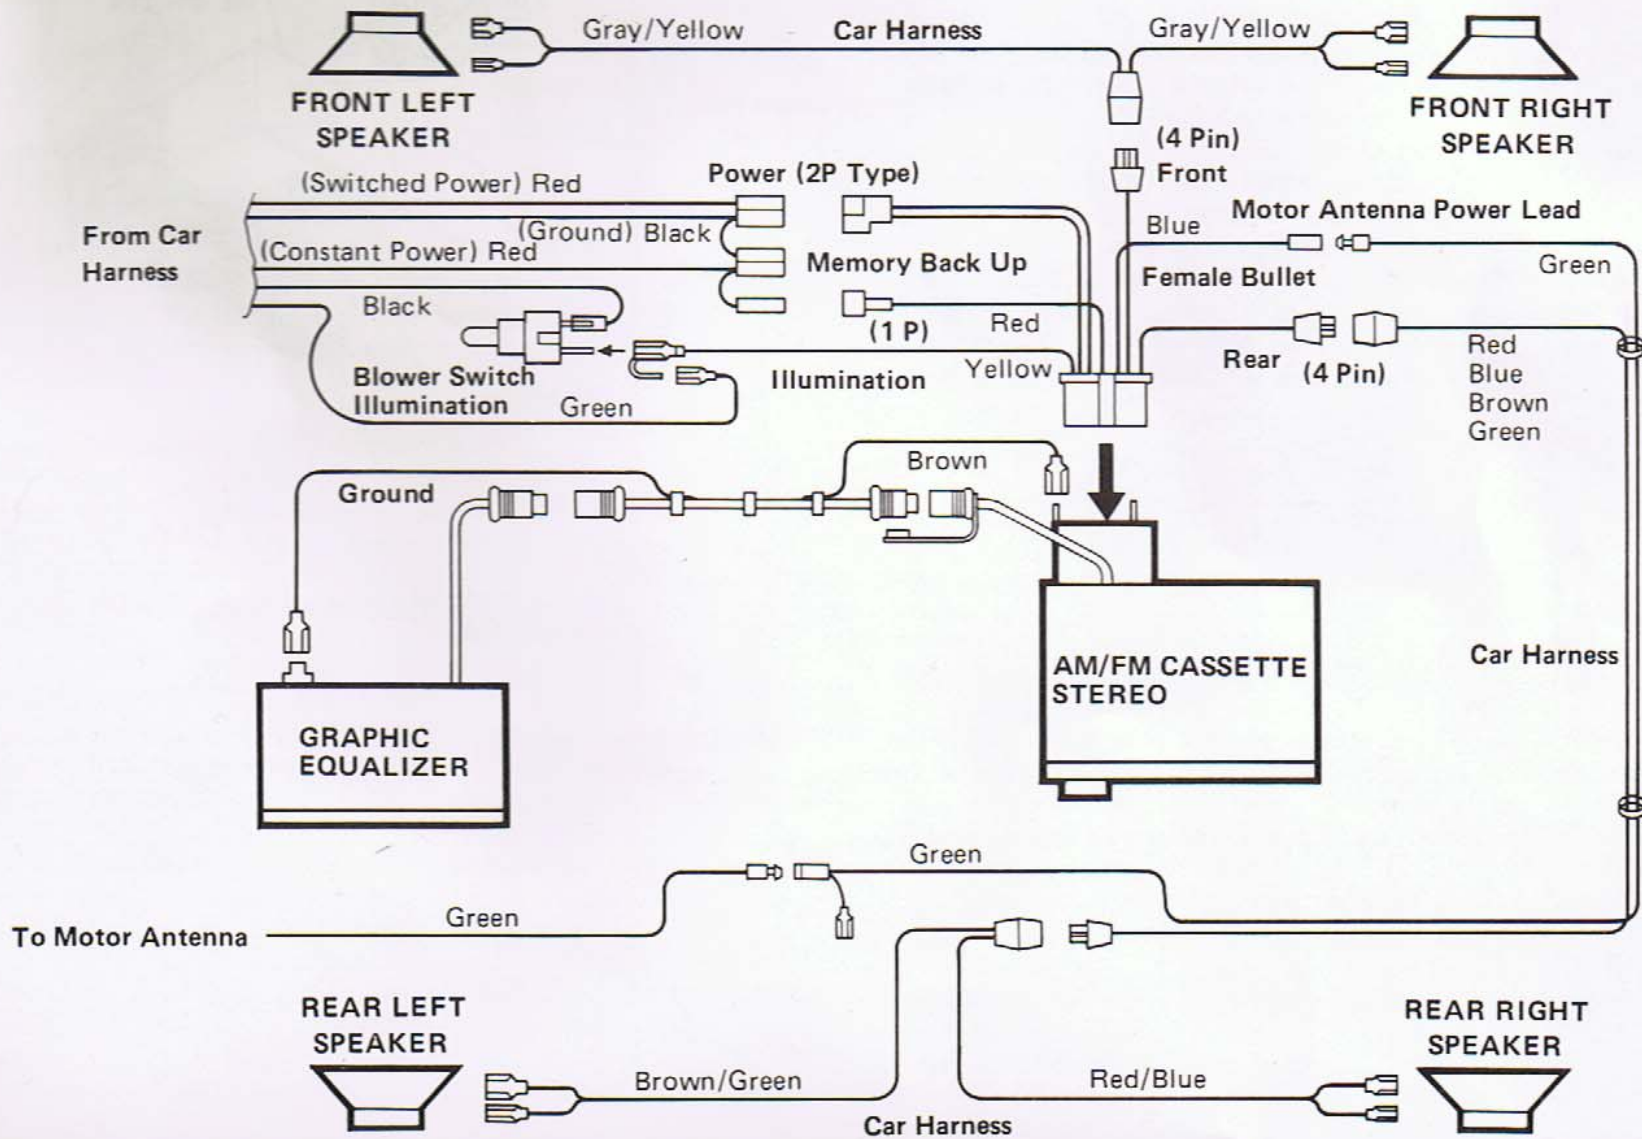 Gray/Yellow
Car Harness
Gray/Yellow
FRONT LEFT
SPEAKER
FRONT RIGHT
SPEAKER
(4 Pin)
Front
(Switched Power) Red
Power (2P Type)
From Car
Harness
(Ground) Black
(Constant Power) Red
Memory Back Up
Blue
Motor Antenna Power Lead
Green
Female Bullet
Black
(1 P)
Red
Blower Switch
Illumination
Green
Illumination
Yellow
Rear
(4 Pin)
Red
Blue
Brown
Green
Ground
Brown
AM/FM CASSETTE
STEREO
Car Harness
GRAPHIC
EQUALIZER
Green
To Motor Antenna
Green
REAR LEFT
SPEAKER
REAR RIGHT
SPEAKER
Brown/Green
Red/Blue
Car Harness